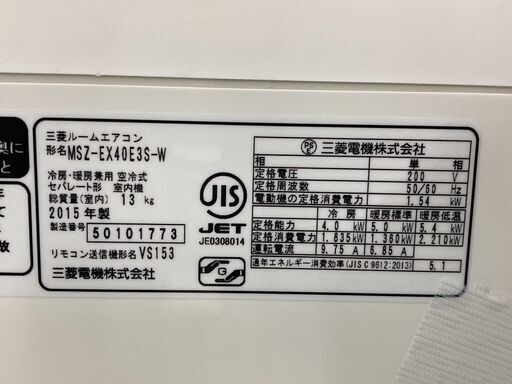 奥に
と
て
放
三菱ルームエアコン
形名 MSZ-EX40E3S-W
冷房・暖房兼用 空冷式
セパレート形 室内機
総質量(室内) 13 kg
2015 年製
製造番号 50101773
リモコン送信機形名 VS153
三菱電機株式会社
JIS
JET
JE0308014
G
PS
E 三菱電機株式会社
相 単 相
定格電圧 200 V
定格周波数 50/60 Hz
電動機の定格消費電力 1.54 kW
冷 房 暖房標準 暖房低温
定格能力 4.0 kW 5.0 kW 5.4 kW
定格消費電力 1.835 kW 1.360 kW 2.210 kW
運転電流 9.75 A 6.85 A
通年エネルギー消費効率(JIS C 9612:2013) 5.1